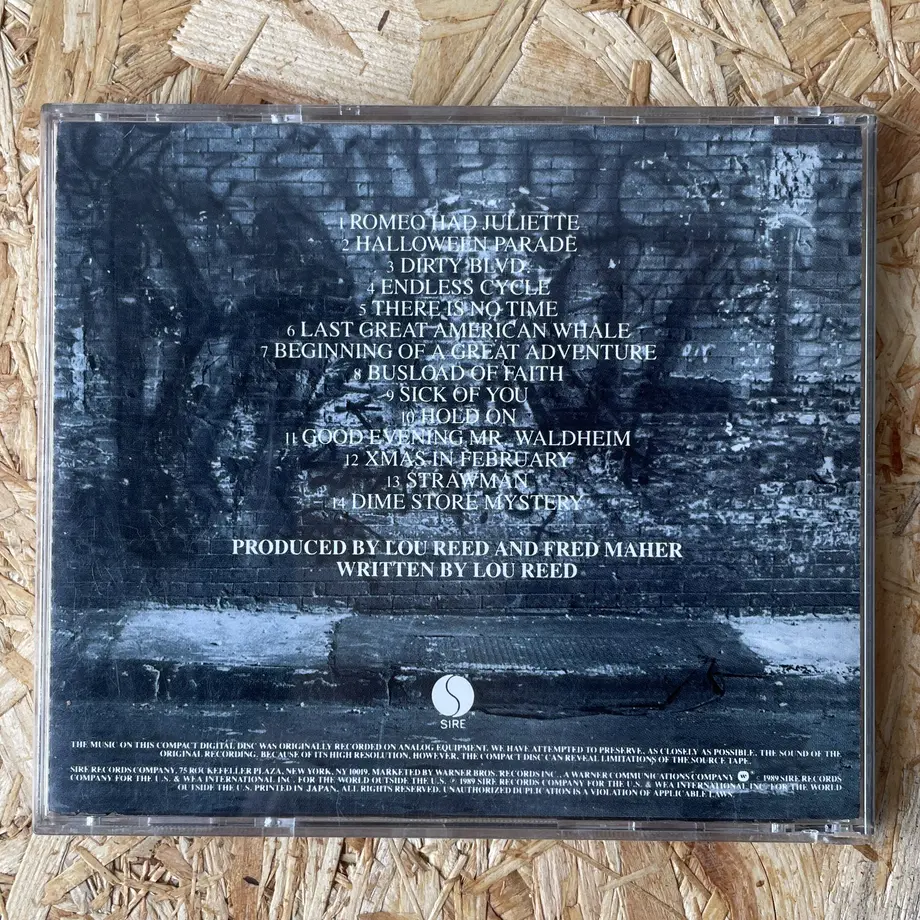 1 ROMEO HAD JULIETTE
2 HALLOWEEN PARADE
3 DIRTY BLVD.
4 ENDLESS CYCLE
5 THERE IS NO TIME
6 LAST GREAT AMERICAN WHALE
7 BEGINNING OF A GREAT ADVENTURE
8 BUSLOAD OF FAITH
9 SICK OF YOU
10 HOLD ON
11 GOOD EVENING MR. WALDHEIM
12 XMAS IN FEBRUARY
13 STRAWMAN
14 DIME STORE MYSTERY
PRODUCED BY LOU REED AND FRED MAHER
WRITTEN BY LOU REED
SIRE
THE MUSIC ON THIS COMPACT DIGITAL DISC WAS ORIGINALLY RECORDED ON ANALOG EQUIPMENT. WE HAVE ATTEMPTED TO PRESERVE, AS CLOSELY AS POSSIBLE, THE SOUND OF THE
ORIGINAL RECORDING. BECAUSE OF ITS HIGH RESOLUTION, HOWEVER, THE COMPACT DISC CAN REVEAL LIMITATIONS OF THE SOURCE TAPE.
SIRE RECORDS COMPANY, 75 ROCKEFELLER PLAZA, NEW YORK, NY 10019. MARKETED BY WARNER BROS. RECORDS INC., A WARNER COMMUNICATIONS COMPANY W 1989 SIRE RECORDS
COMPANY FOR THE U.S. & WEA INTERNATIONAL INC. FOR THE WORLD OUTSIDE THE U.S. 1989 SIRE RECORDS COMPANY FOR THE U.S. & WEA INTERNATIONAL INC. FOR THE WORLD
OUTSIDE THE U.S. PRINTED IN JAPAN. ALL RIGHTS RESERVED. UNAUTHORIZED DUPLICATION IS A VIOLATION OF APPLICABLE LAWS.